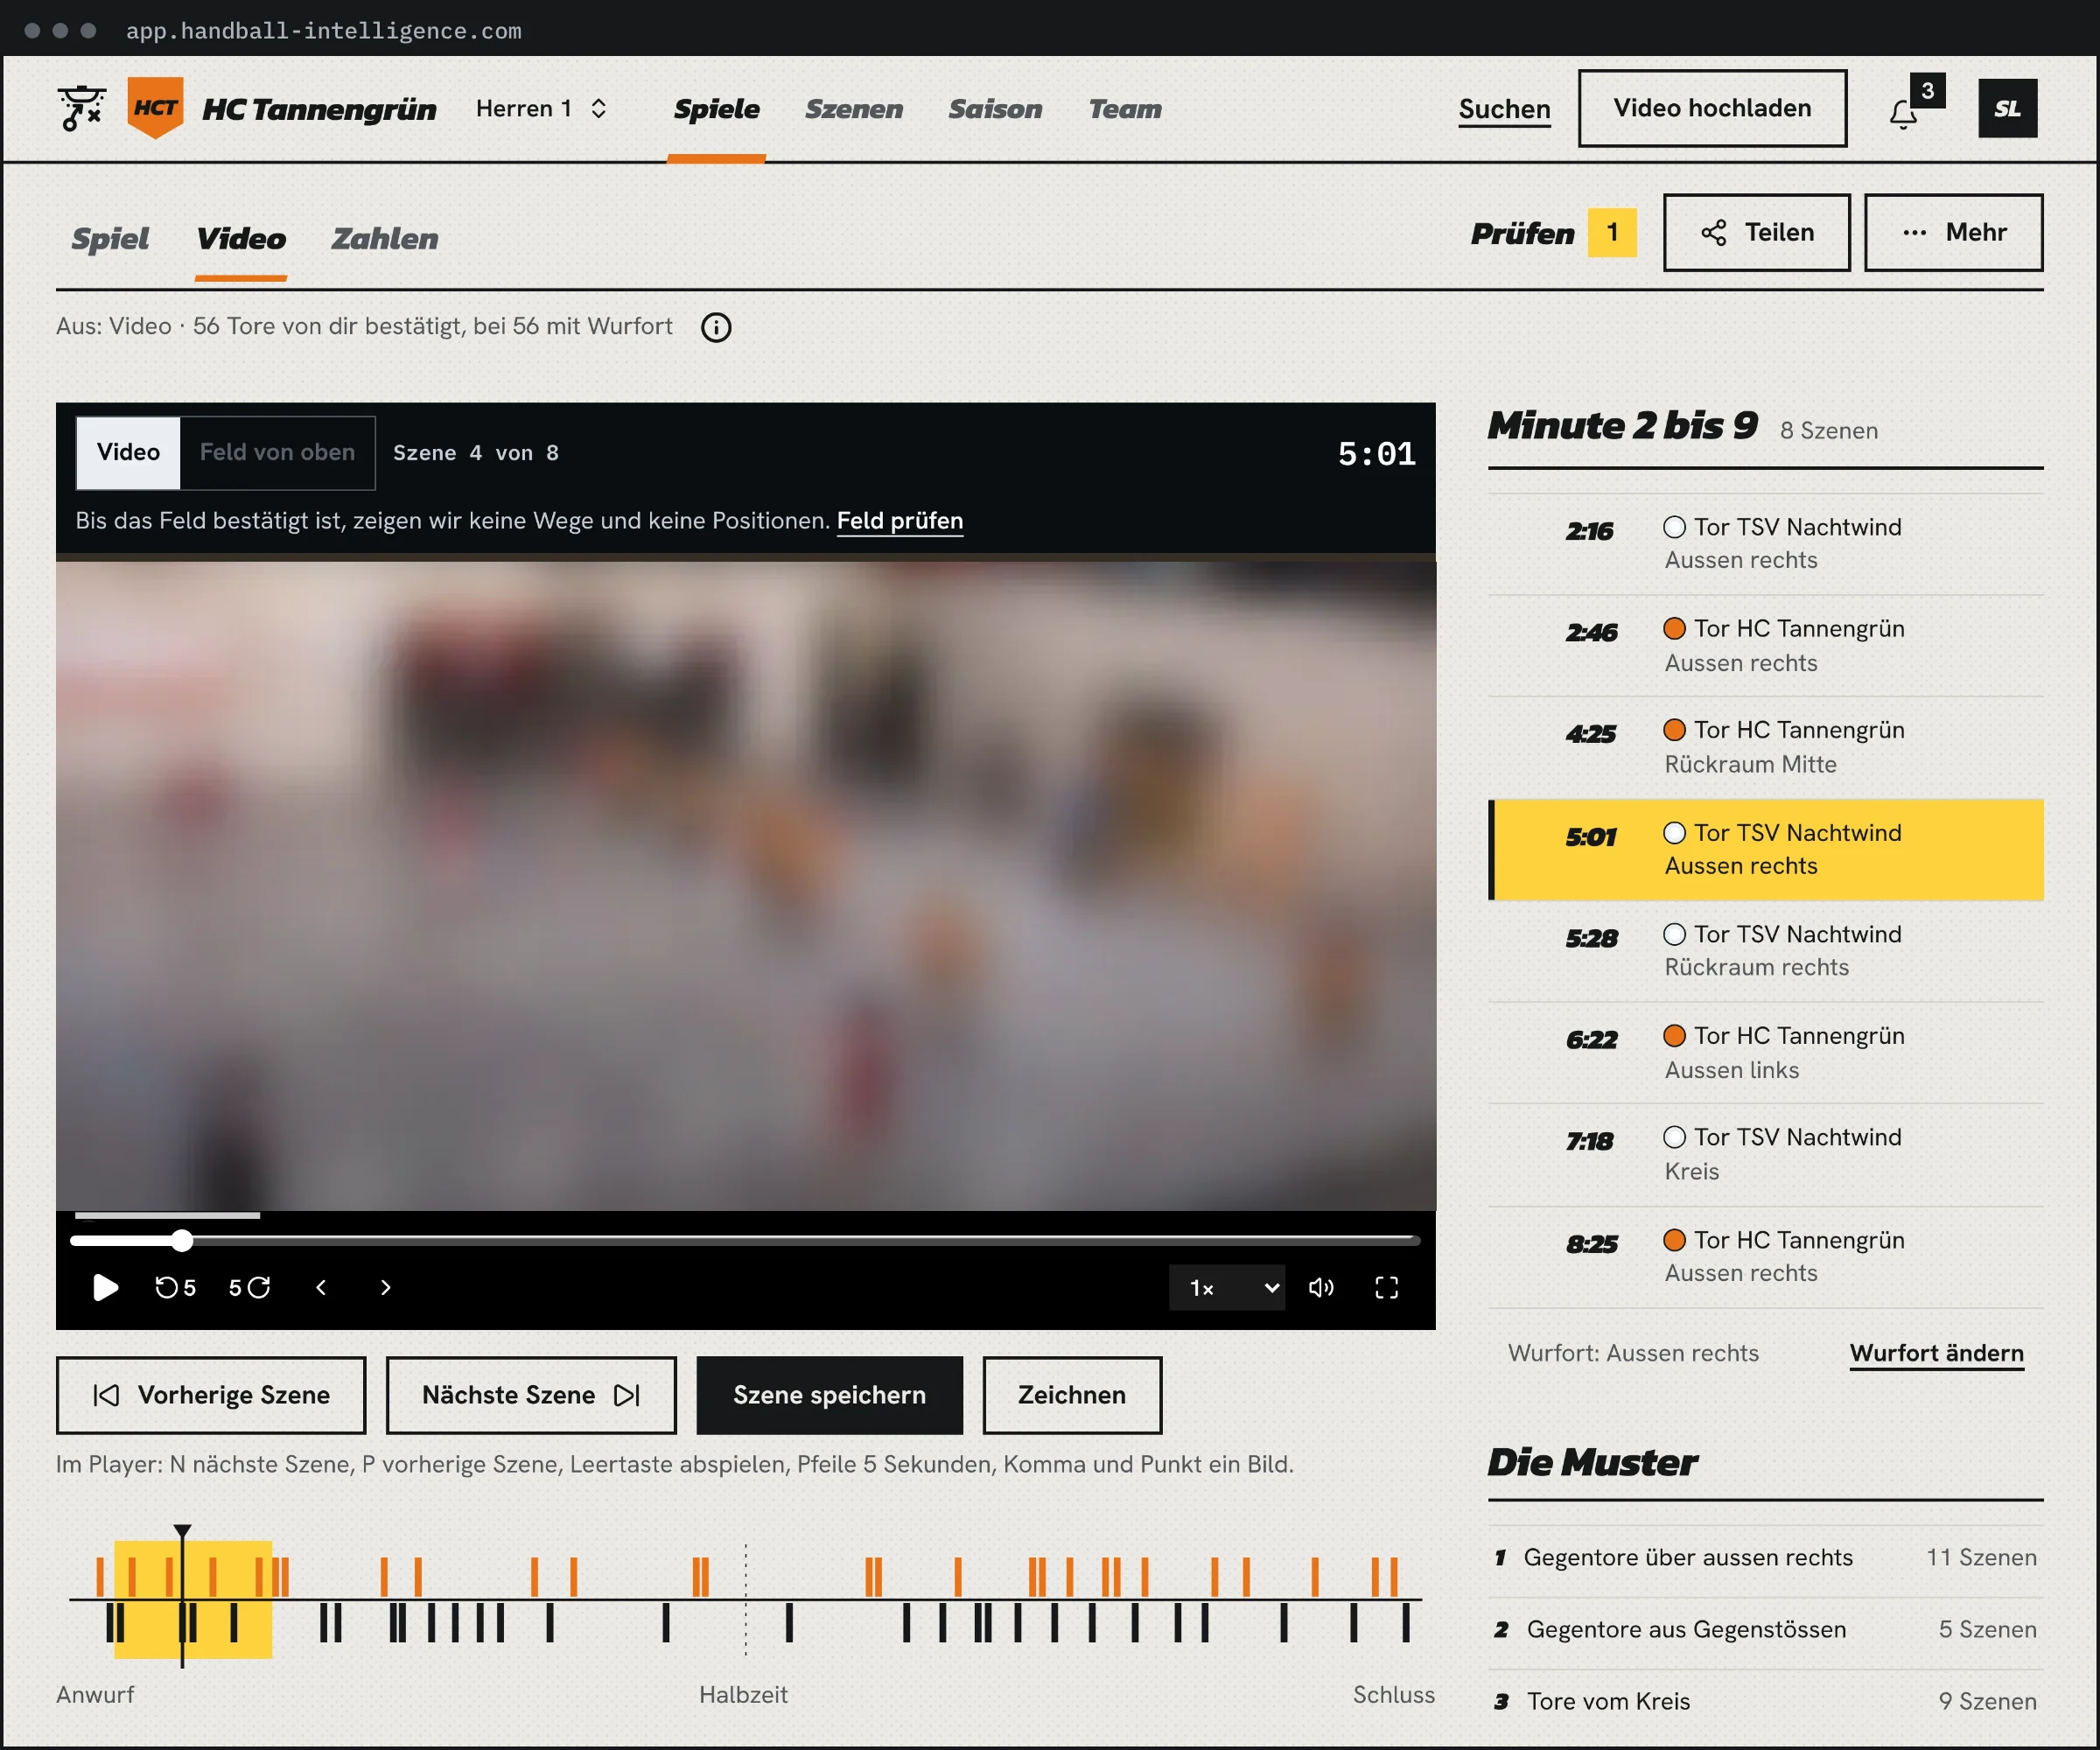 app.handball-intelligence.com
HCT HC Tannengrün Herren 1 Spiele Szenen Saison Team Suchen Video hochladen 3 SL
Spiel Video Zahlen Prüfen 1 Teilen ··· Mehr
Aus: Video · 56 Tore von dir bestätigt, bei 56 mit Wurfort
Video Feld von oben Szene 4 von 8 5:01
Bis das Feld bestätigt ist, zeigen wir keine Wege und keine Positionen. Feld prüfen
5 5 1×
Vorherige Szene Nächste Szene Szene speichern Zeichnen
Im Player: N nächste Szene, P vorherige Szene, Leertaste abspielen, Pfeile 5 Sekunden, Komma und Punkt ein Bild.
Anwurf Halbzeit Schluss
Minute 2 bis 9 8 Szenen
2:16 Tor TSV Nachtwind
Aussen rechts
2:46 Tor HC Tannengrün
Aussen rechts
4:25 Tor HC Tannengrün
Rückraum Mitte
5:01 Tor TSV Nachtwind
Aussen rechts
5:28 Tor TSV Nachtwind
Rückraum rechts
6:22 Tor HC Tannengrün
Aussen links
7:18 Tor TSV Nachtwind
Kreis
8:25 Tor HC Tannengrün
Aussen rechts
Wurfort: Aussen rechts Wurfort ändern
Die Muster
1 Gegentore über aussen rechts 11 Szenen
2 Gegentore aus Gegenstössen 5 Szenen
3 Tore vom Kreis 9 Szenen